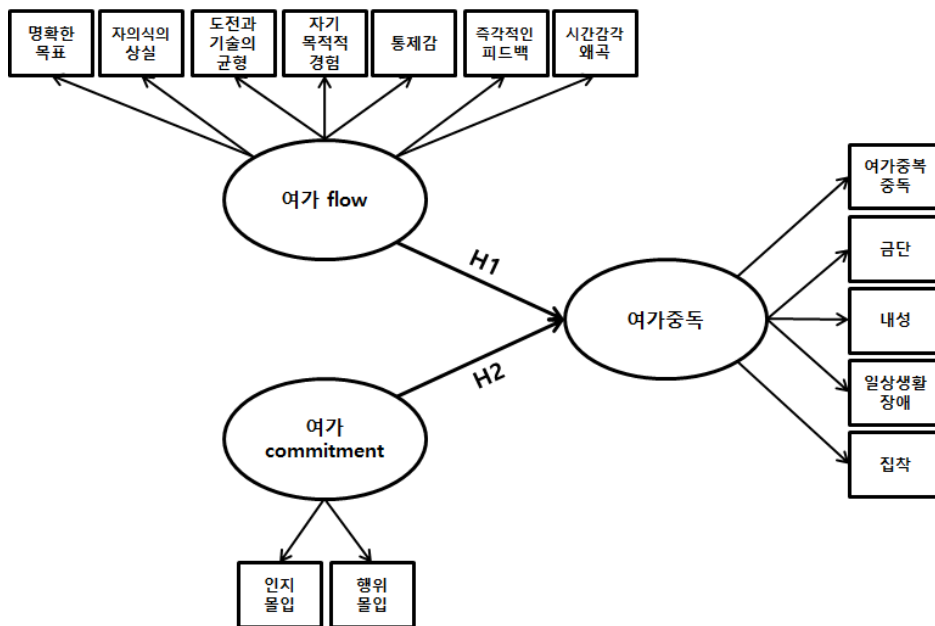 명확한
목표
자의식의
상실
도전과
기술의
균형
자기
목적적
경험
통제감
즉각적인
피드백
시간감각
왜곡
여가 flow
H1
여가중독
H2
여가
commitment
인지
몰입
행위
몰입
여가중복
중독
금단
내성
일상생활
장애
집착